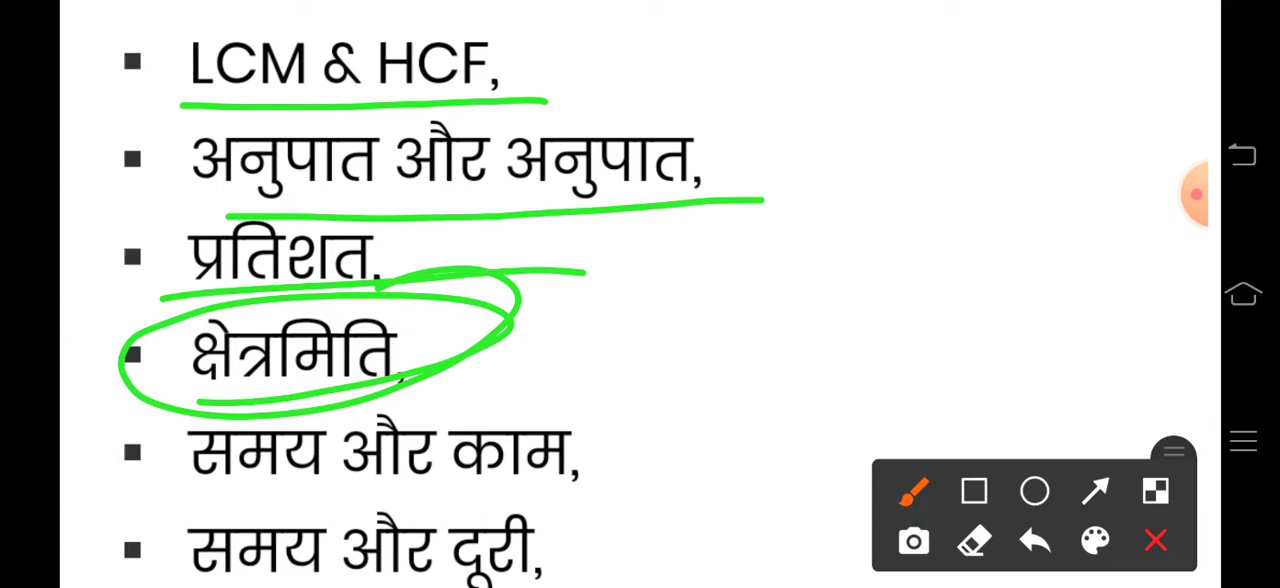 LCM & HCF,
अनुपात और अनुपात,
प्रतिशत,
क्षेत्रमिति,
समय और काम,
समय और दूरी,